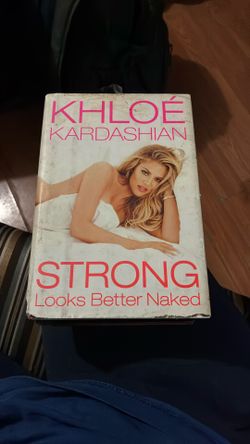 KHLOÉ
KARDASHIAN
STRONG
Looks Better Naked